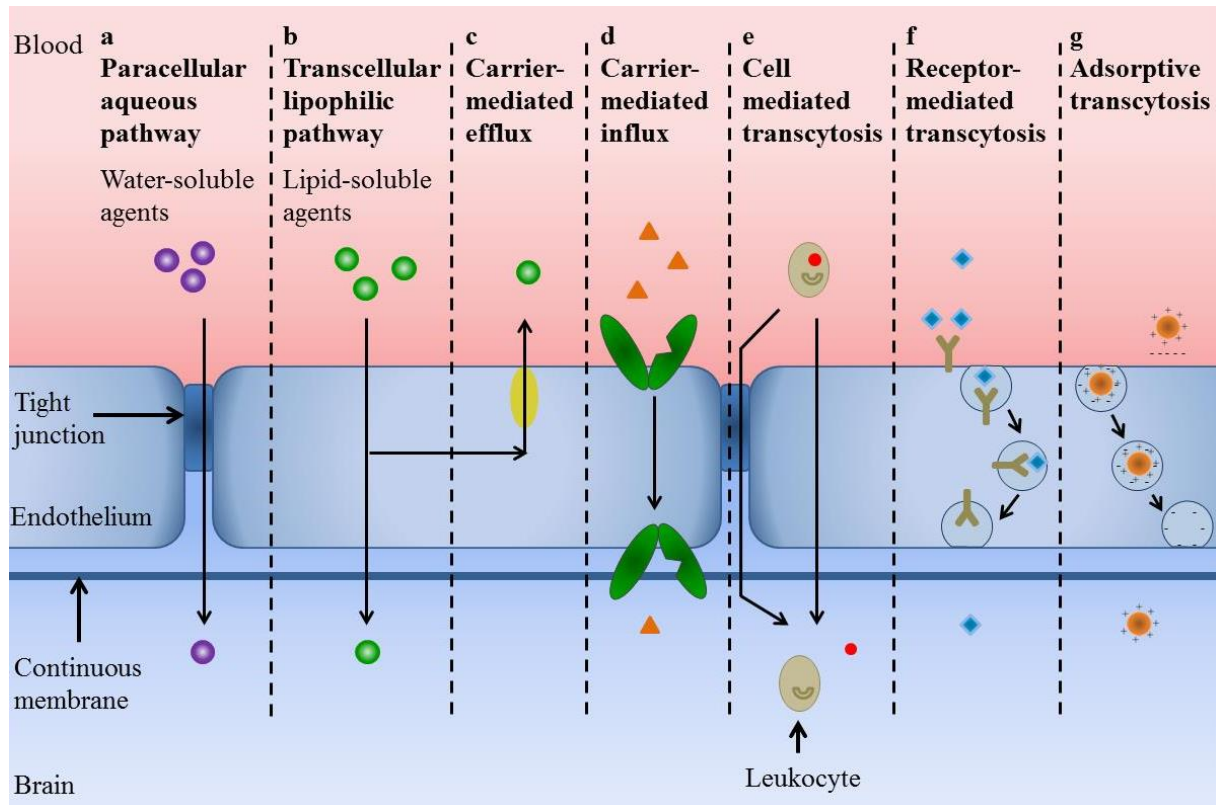 Blood
a
Paracellular
aqueous
pathway
Water-soluble
agents
b
Transcellular
lipophilic
pathway
Lipid-soluble
agents
c
Carrier-
mediated
efflux
d
Carrier-
mediated
influx
e
Cell
mediated
transcytosis
f
Receptor-
mediated
transcytosis
g
Adsorptive
transcytosis
Tight
junction
Endothelium
Continuous
membrane
Brain
Leukocyte